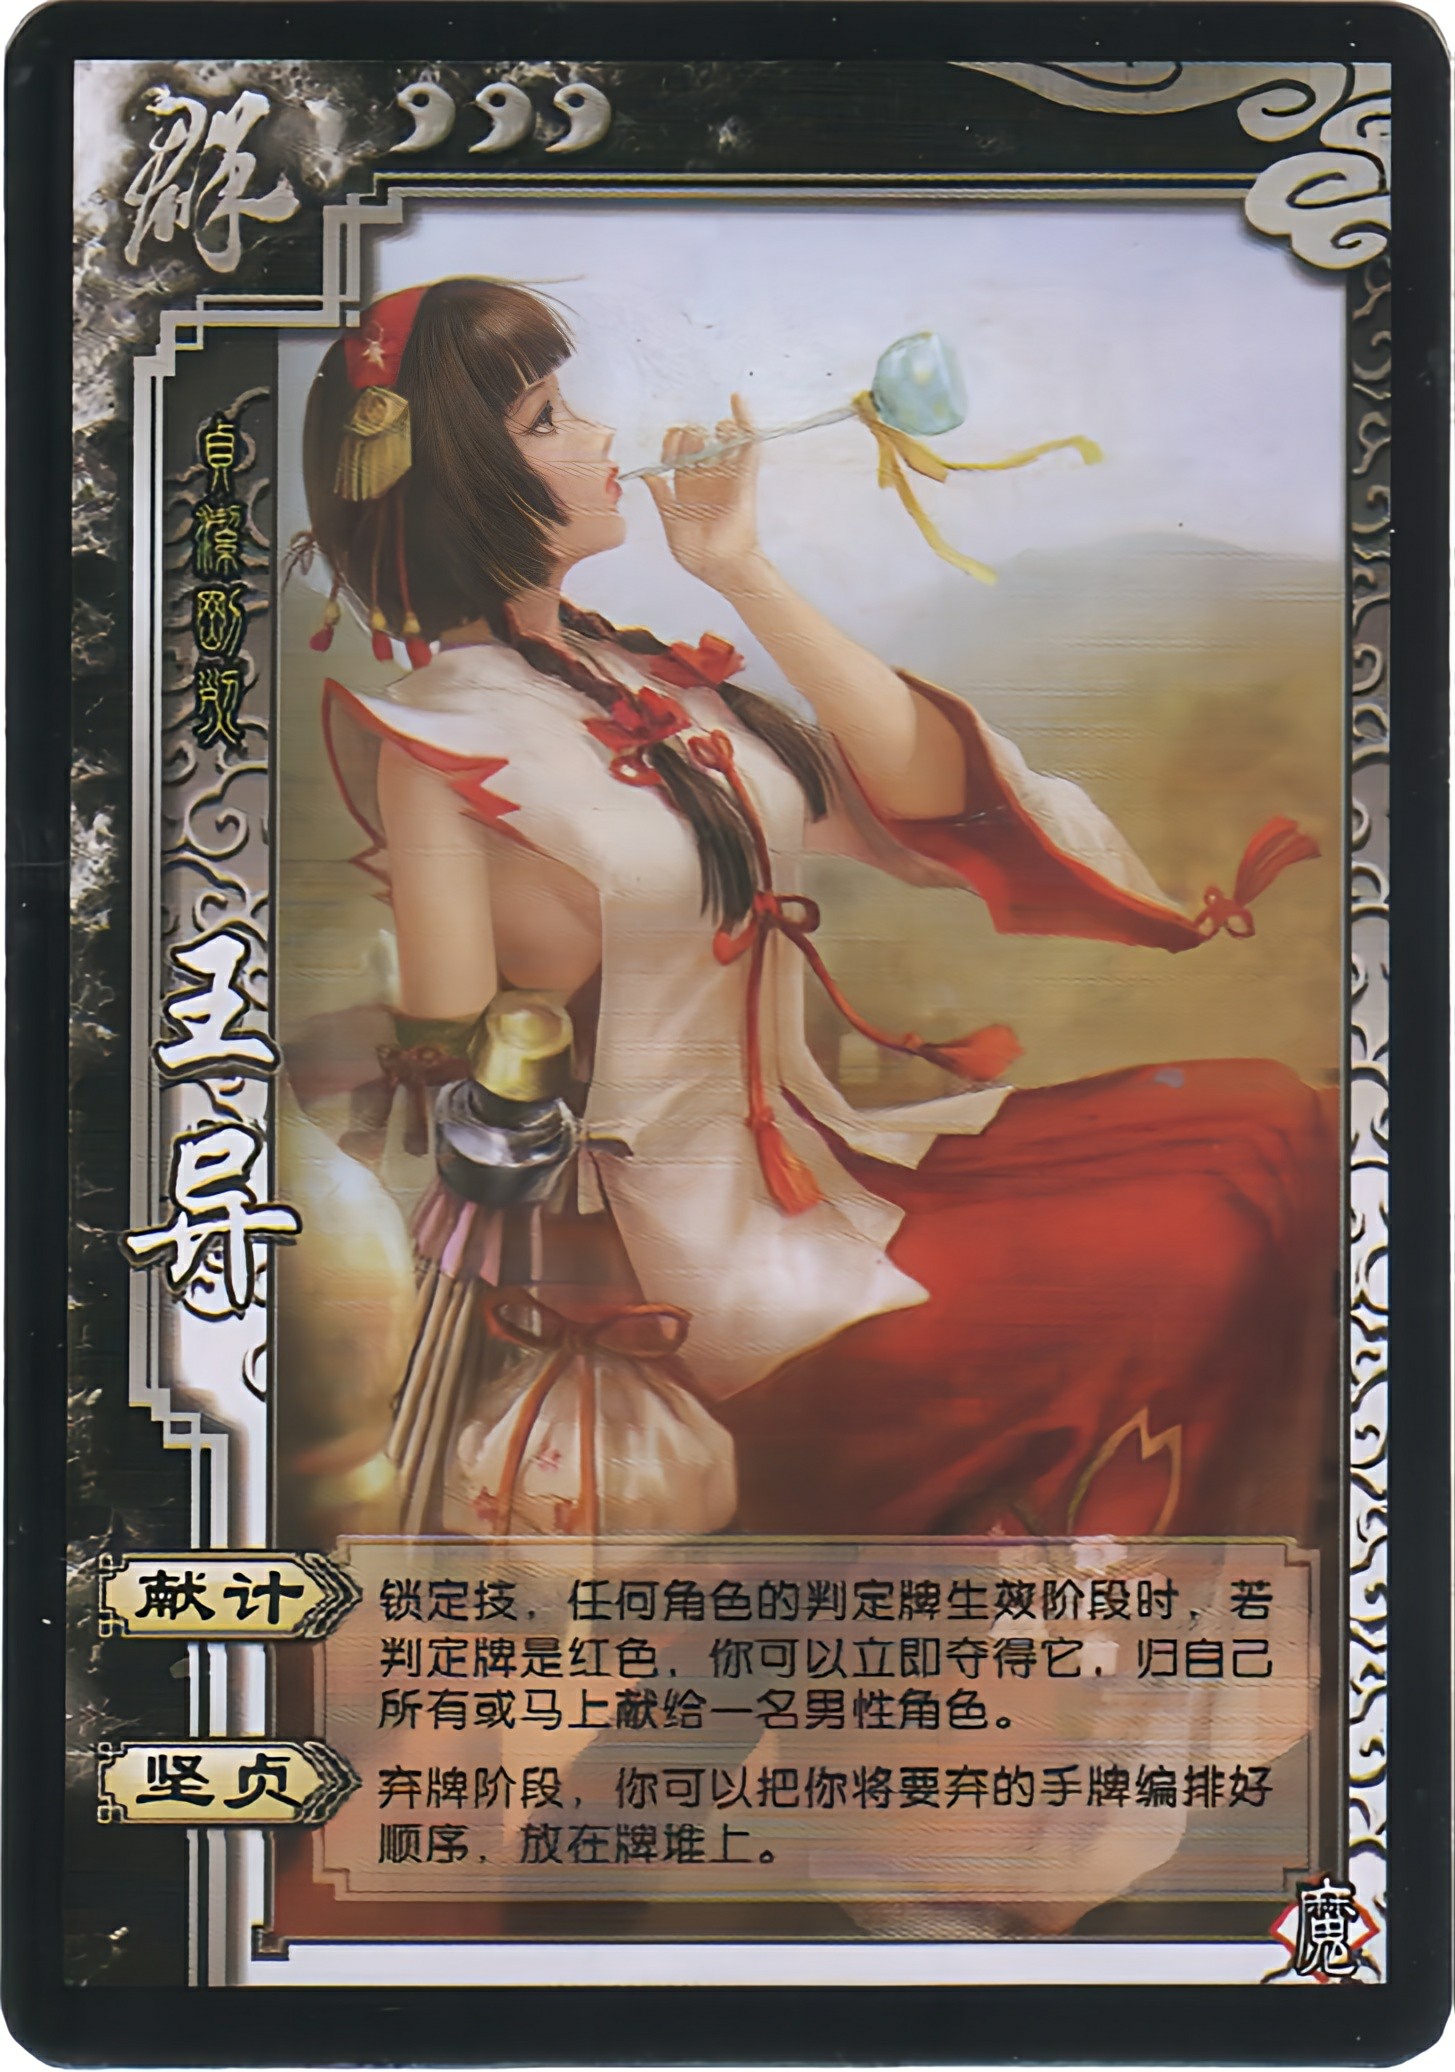 群
貞潔剛烈
王异
献计
锁定技，任何角色的判定牌生效阶段时，若
判定牌是红色，你可以立即夺得它，归自己
所有或马上献给一名男性角色。
坚贞
弃牌阶段，你可以把你将要弃的手牌编排好
顺序，放在牌堆上。
魔